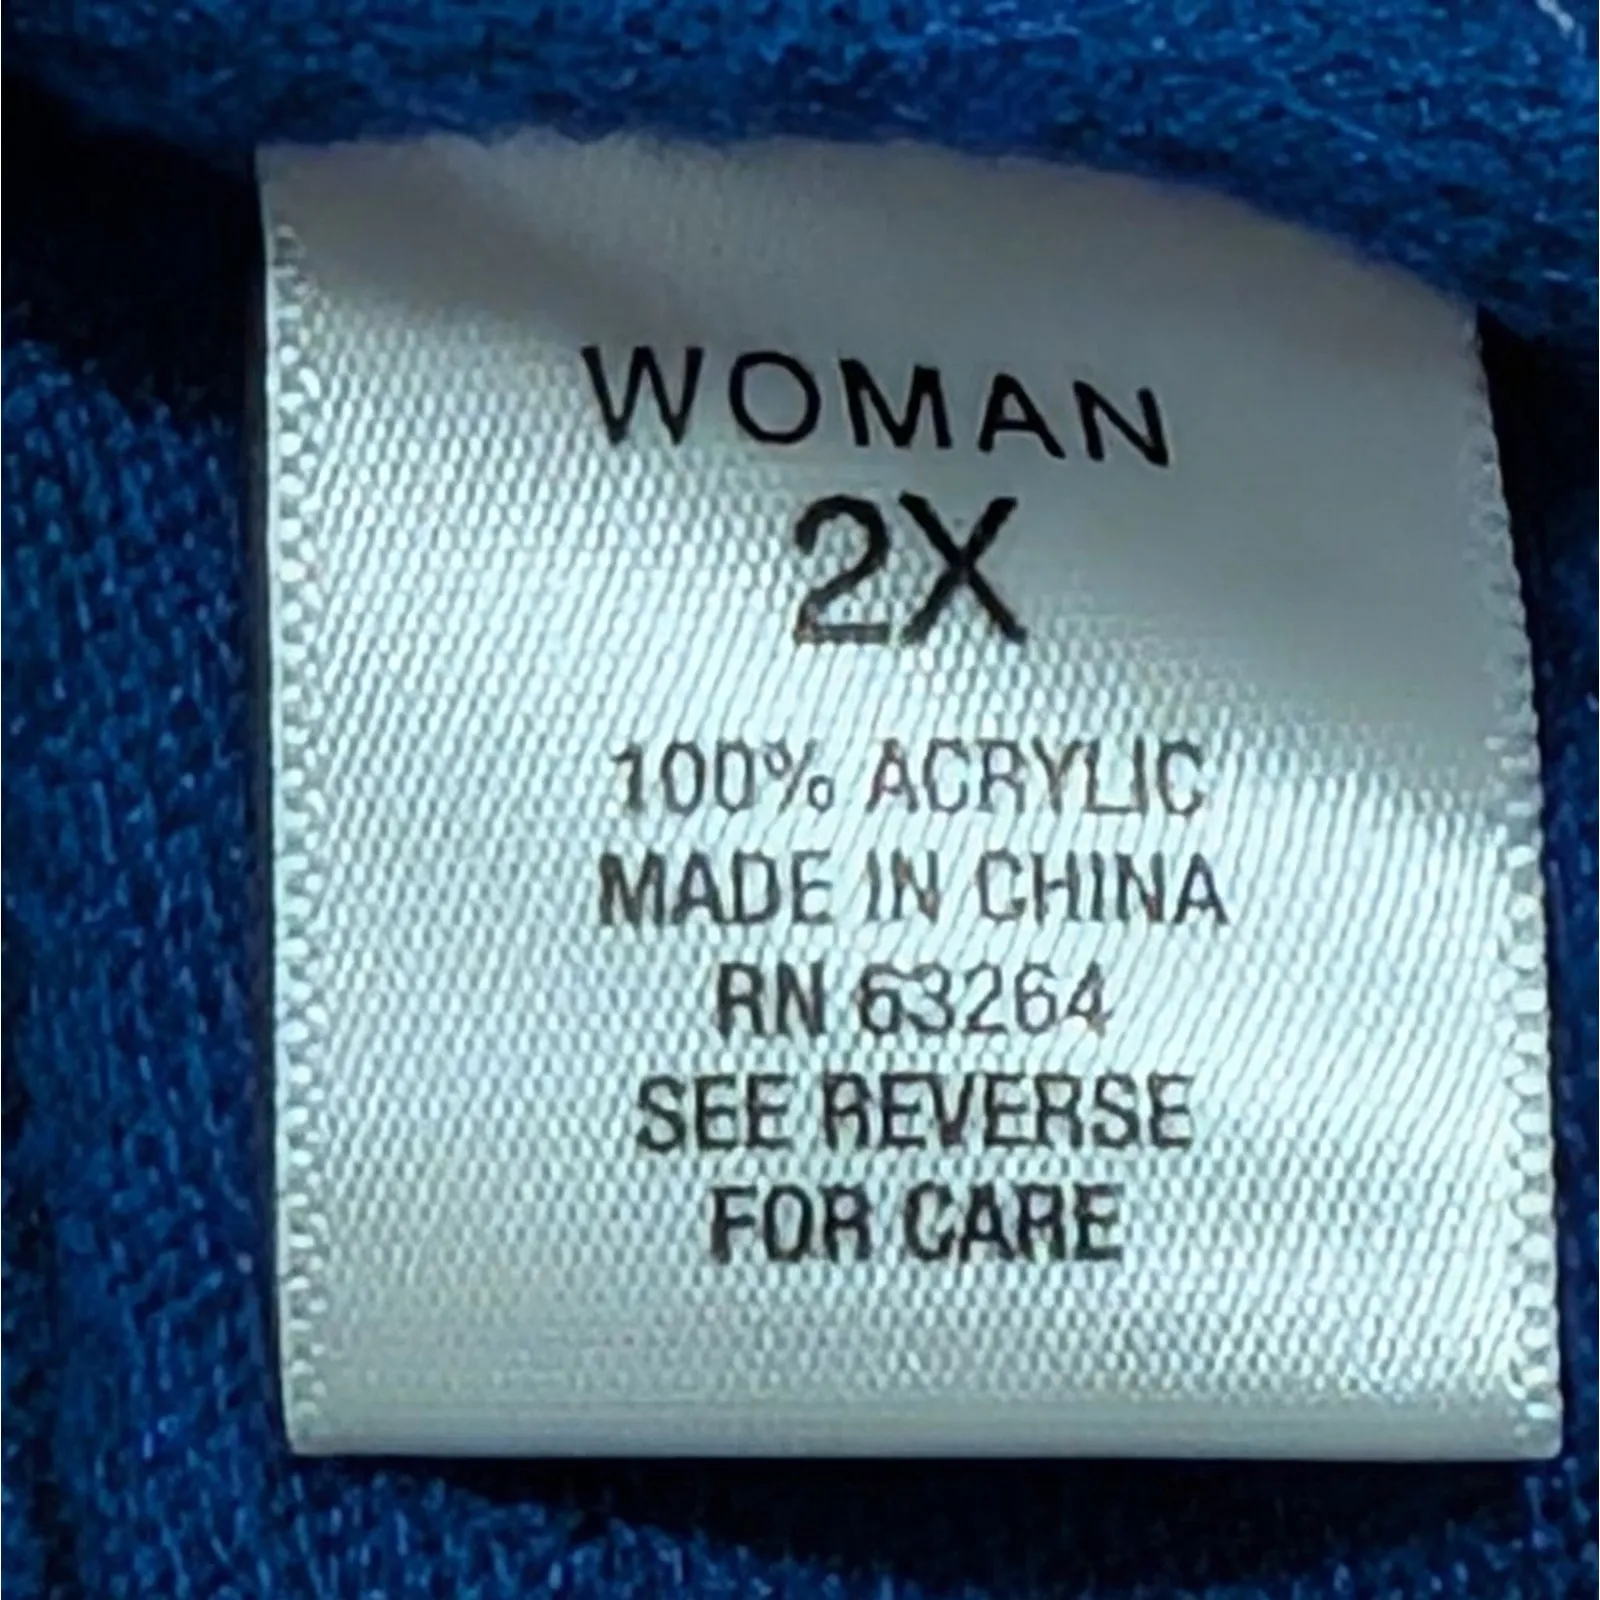 WOMAN
2X
100% ACRYLIC
MADE IN CHINA
RN 63264
SEE REVERSE
FOR CARE